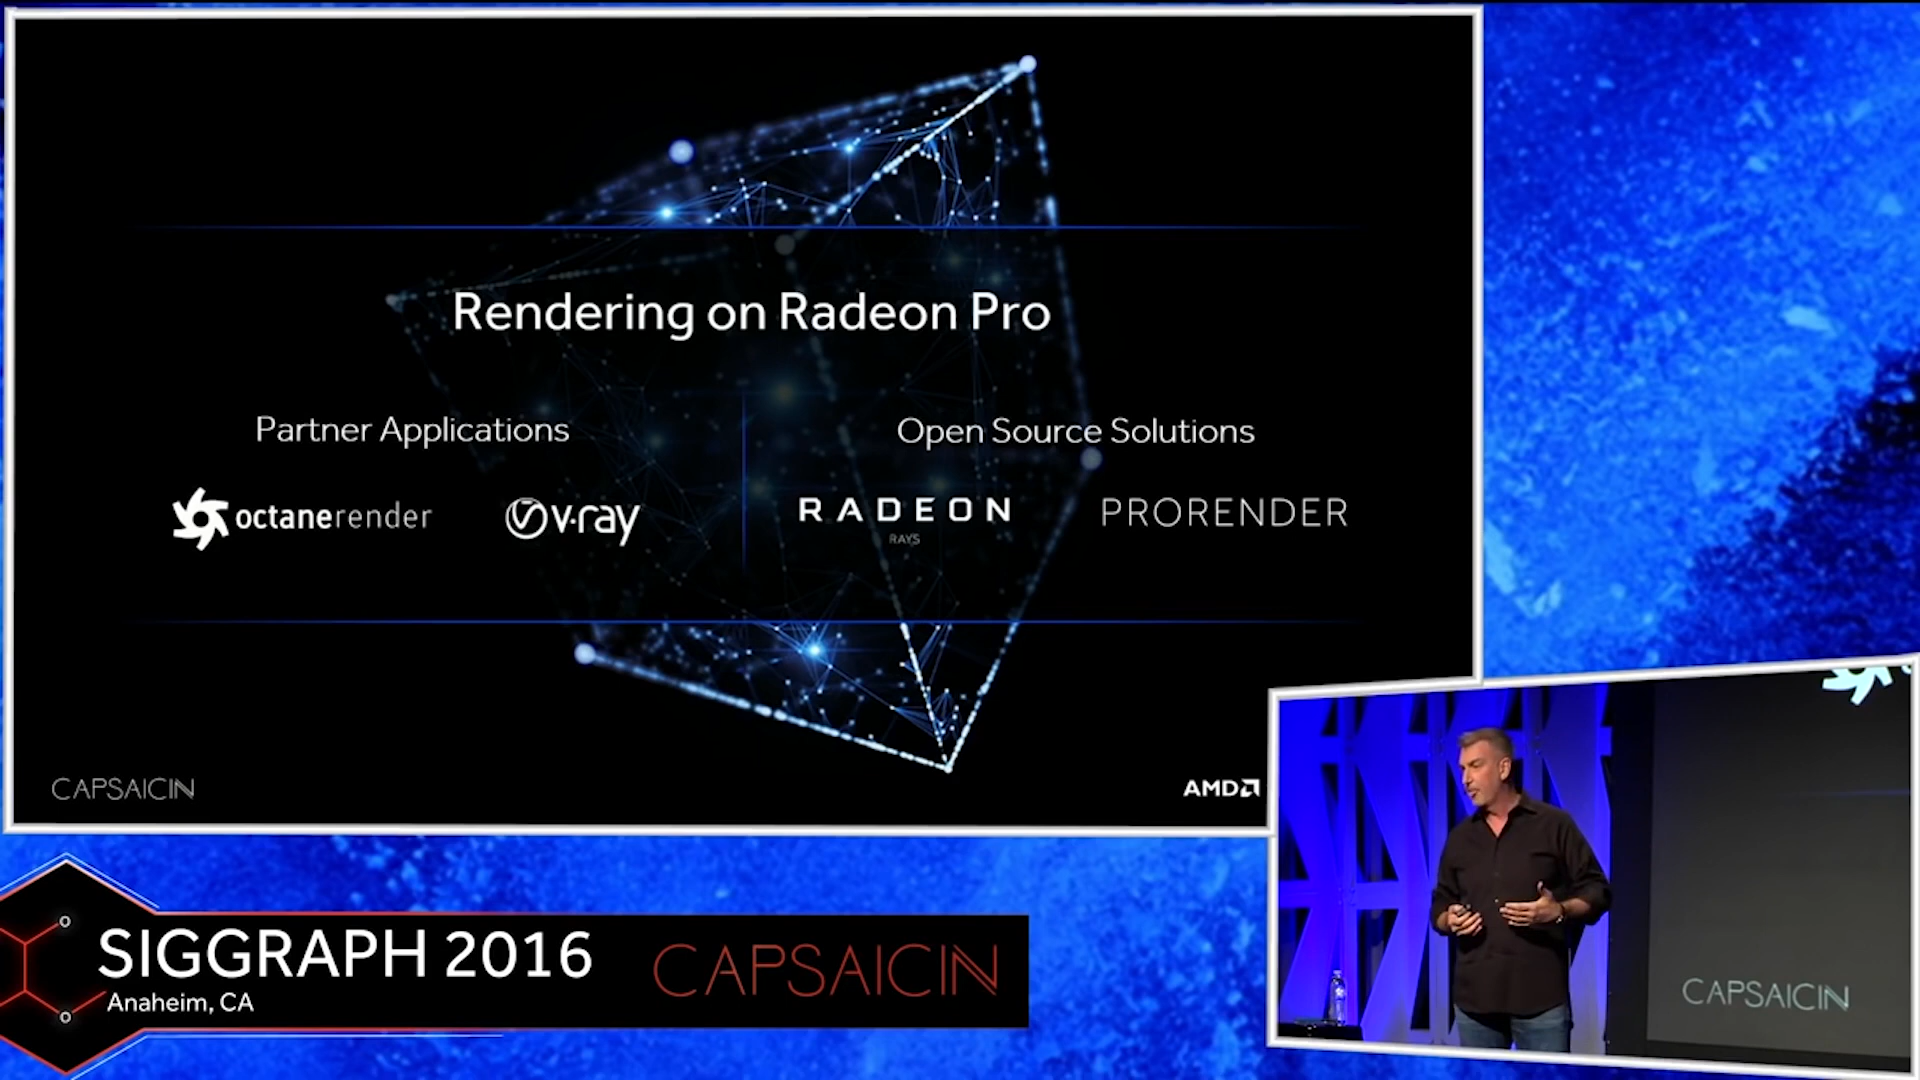 Rendering on Radeon Pro
Partner Applications
Open Source Solutions
octanerender
v·ray
RADEON
RAYS
PRORENDER
CAPSAICIN
AMD
SIGGRAPH 2016
Anaheim, CA
CAPSAICIN
CAPSAICIN